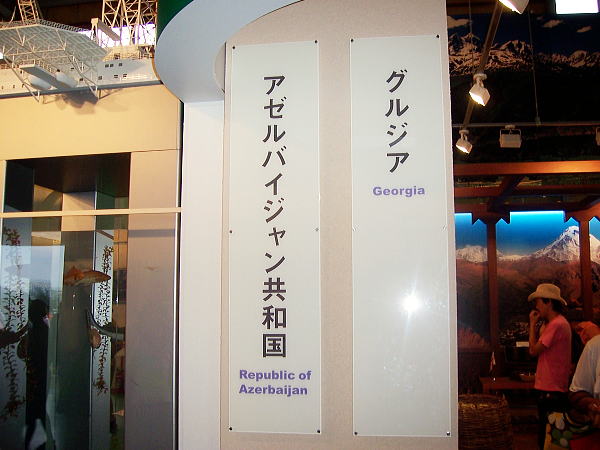 アゼルバイジャン共和国
Republic of
Azerbaijan
グルジア
Georgia